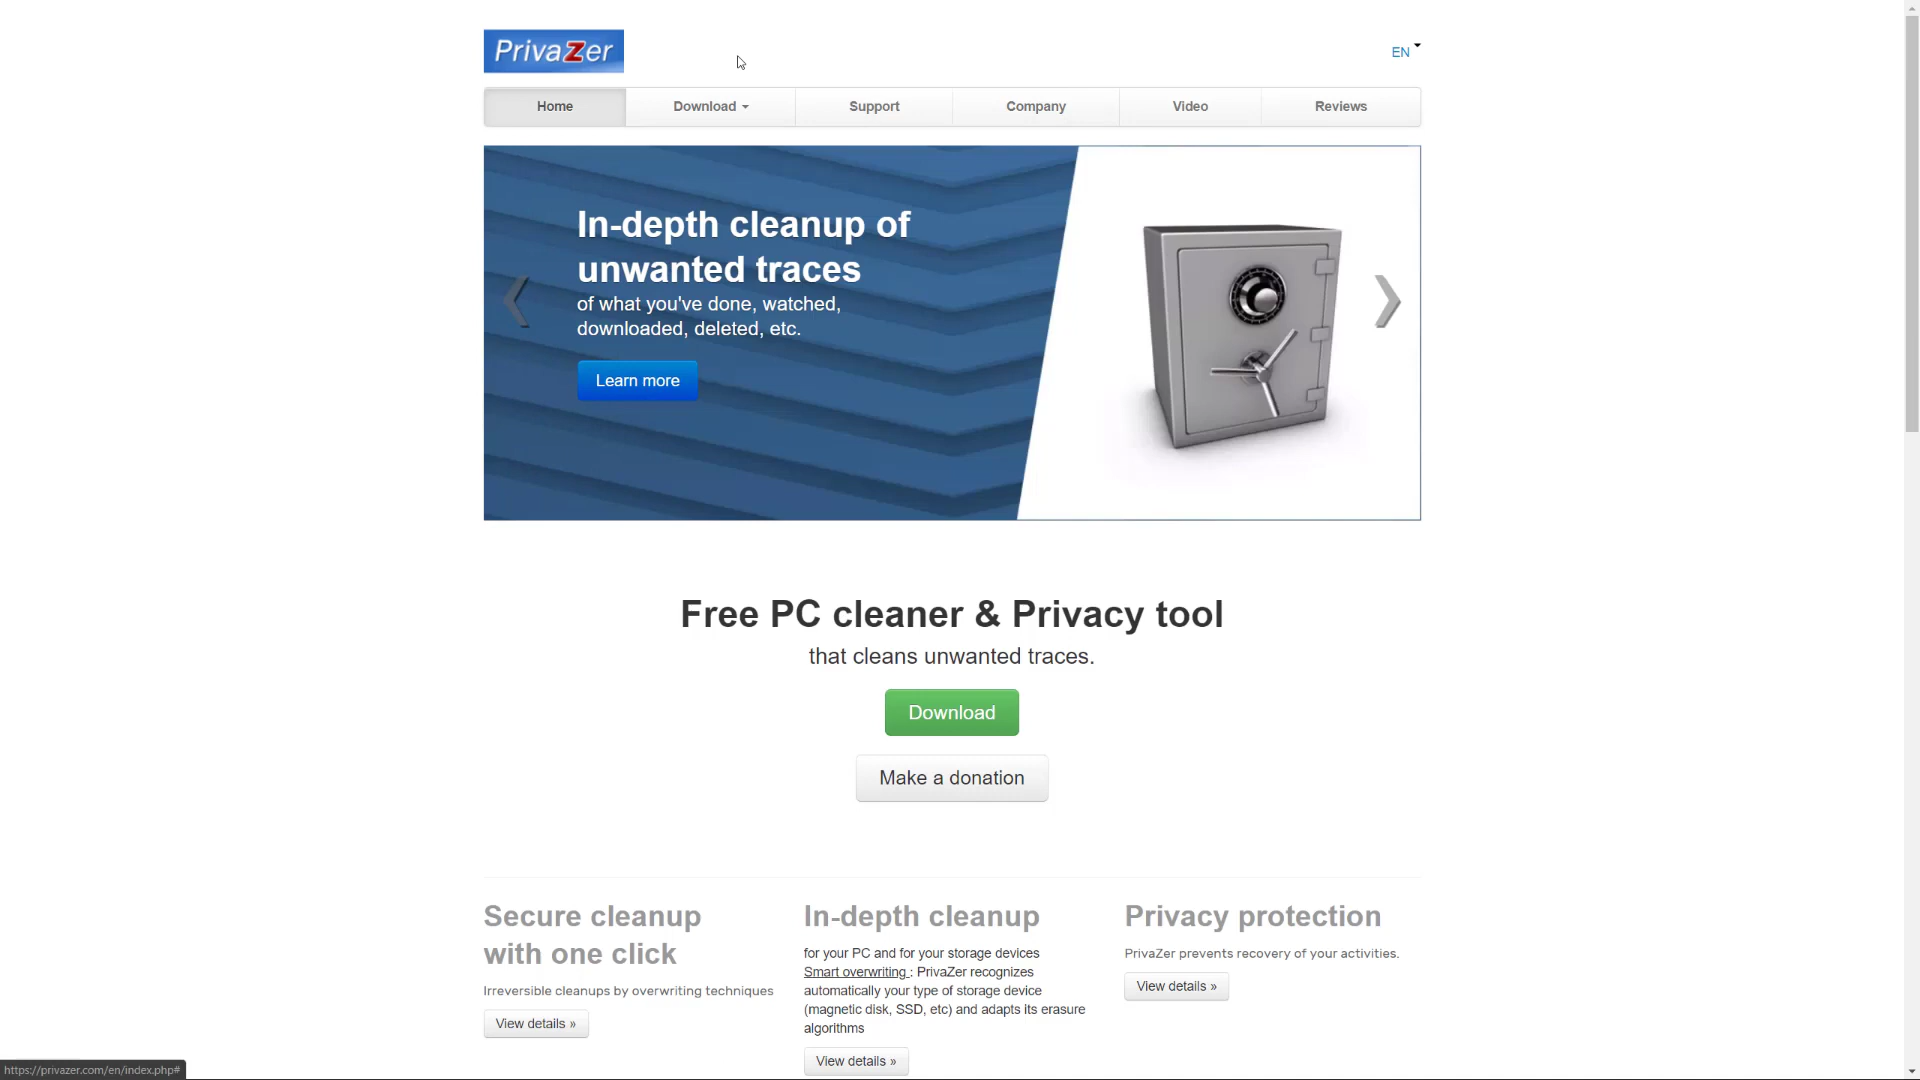 PrivaZer
EN
Home
Download
Support
Company
Video
Reviews
In-depth cleanup of
unwanted traces
of what you've done, watched,
downloaded, deleted, etc.
Learn more
Free PC cleaner & Privacy tool
that cleans unwanted traces.
Download
Make a donation
Secure cleanup
with one click
Irreversible cleanups by overwriting techniques
View details »
In-depth cleanup
for your PC and for your storage devices
Smart overwriting : PrivaZer recognizes
automatically your type of storage device
(magnetic disk, SSD, etc) and adapts its erasure
algorithms
View details »
Privacy protection
PrivaZer prevents recovery of your activities.
View details »
https://privazer.com/en/index.php#